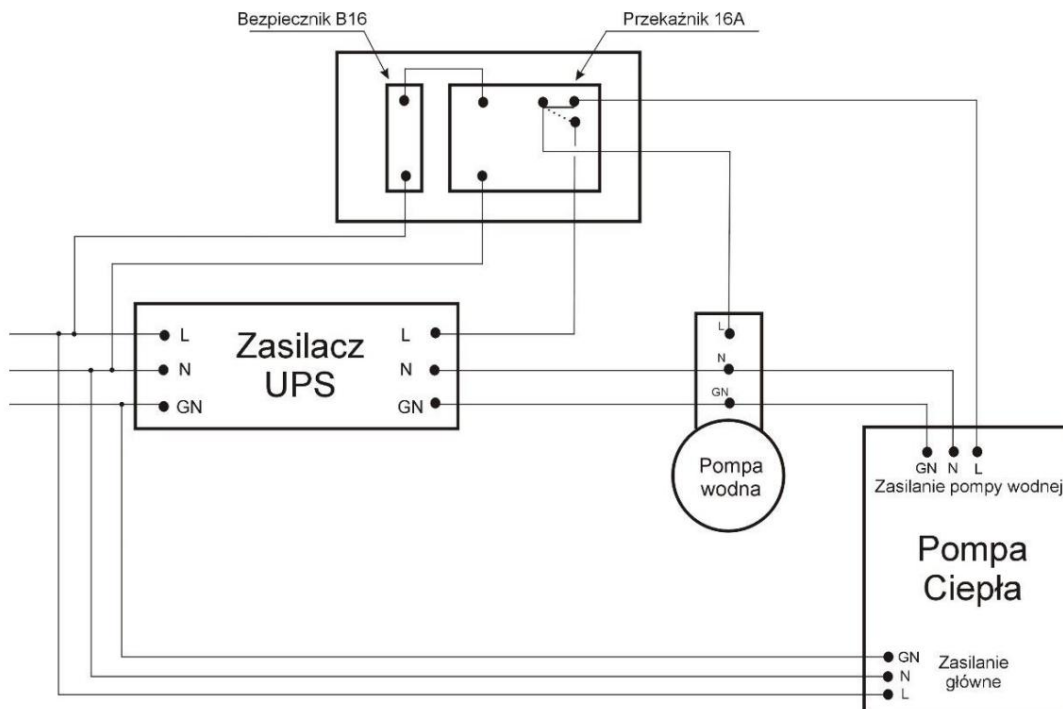 Bezpiecznik B16
Przekaźnik 16A
L
N
GN
Zasilacz
UPS
L
N
GN
L
N
GN
Pompa
wodna
GN N L
Zasilanie pompy wodnej
Pompa
Ciepła
GN
N
L
Zasilanie
główne